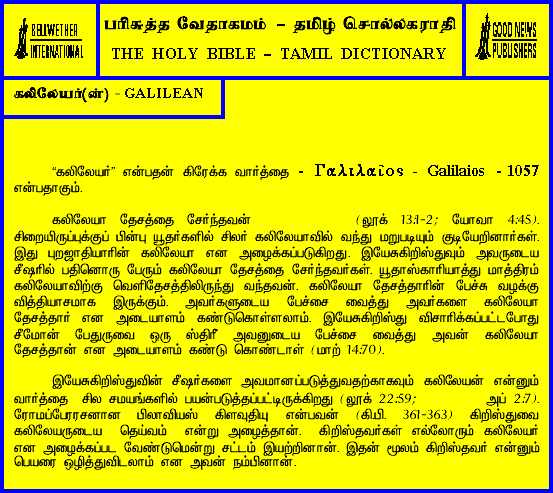 BELLWETHER
INTERNATIONAL
பரிசுத்த வேதாகமம் – தமிழ் சொல்லகராதி
THE HOLY BIBLE – TAMIL DICTIONARY
GOOD NEWS
PUBLISHERS
கலிலேயர்(ன்) - GALILEAN
“கலிலேயர்” என்பதன் கிரேக்க வார்த்தை - Γαλιλαῖος - Galilaios - 1057
என்பதாகும்.
கலிலேயா தேசத்தை சேர்ந்தவன் (லூக் 13:1-2; யோவா 4:45).
சிறையிருப்புக்குப் பின்பு யூதர்களில் சிலர் கலிலேயாவில் வந்து மறுபடியும் குடியேறினார்கள்.
இது புறஜாதியாரின் கலிலேயா என அழைக்கப்படுகிறது. இயேசுகிறிஸ்துவும் அவருடைய
சீஷரில் பதினொரு பேரும் கலிலேயா தேசத்தை சேர்ந்தவர்கள். யூதாஸ்காரியாத்து மாத்திரம்
கலிலேயாவிற்கு வெளிதேசத்திலிருந்து வந்தவன். கலிலேயா தேசத்தாரின் பேச்சு வழக்கு
வித்தியாசமாக இருக்கும். அவர்களுடைய பேச்சை வைத்து அவர்களை கலிலேயா
தேசத்தார் என அடையாளம் கண்டுகொள்ளலாம். இயேசுகிறிஸ்து விசாரிக்கப்பட்டபோது
சீமோன் பேதுருவை ஒரு ஸ்திரீ அவனுடைய பேச்சை வைத்து அவன் கலிலேயா
தேசத்தான் என அடையாளம் கண்டு கொண்டாள் (மாற் 14:70).
இயேசுகிறிஸ்துவின் சீஷர்களை அவமானப்படுத்துவதற்காகவும் கலிலேயன் என்னும்
வார்த்தை சில சமயங்களில் பயன்படுத்தப்பட்டிருக்கிறது (லூக் 22:59; அப் 2:7).
ரோமப்பேரரசனான பிலாவியஸ் கிளவுதியு என்பவன் (கி.பி. 361-363) கிறிஸ்துவை
கலிலேயருடைய தெய்வம் என்று அழைத்தான். கிறிஸ்தவர்கள் எல்லோரும் கலிலேயர்
என அழைக்கப்பட வேண்டுமென்று சட்டம் இயற்றினான். இதன் மூலம் கிறிஸ்தவர் என்னும்
பெயரை ஒழித்துவிடலாம் என அவன் நம்பினான்.